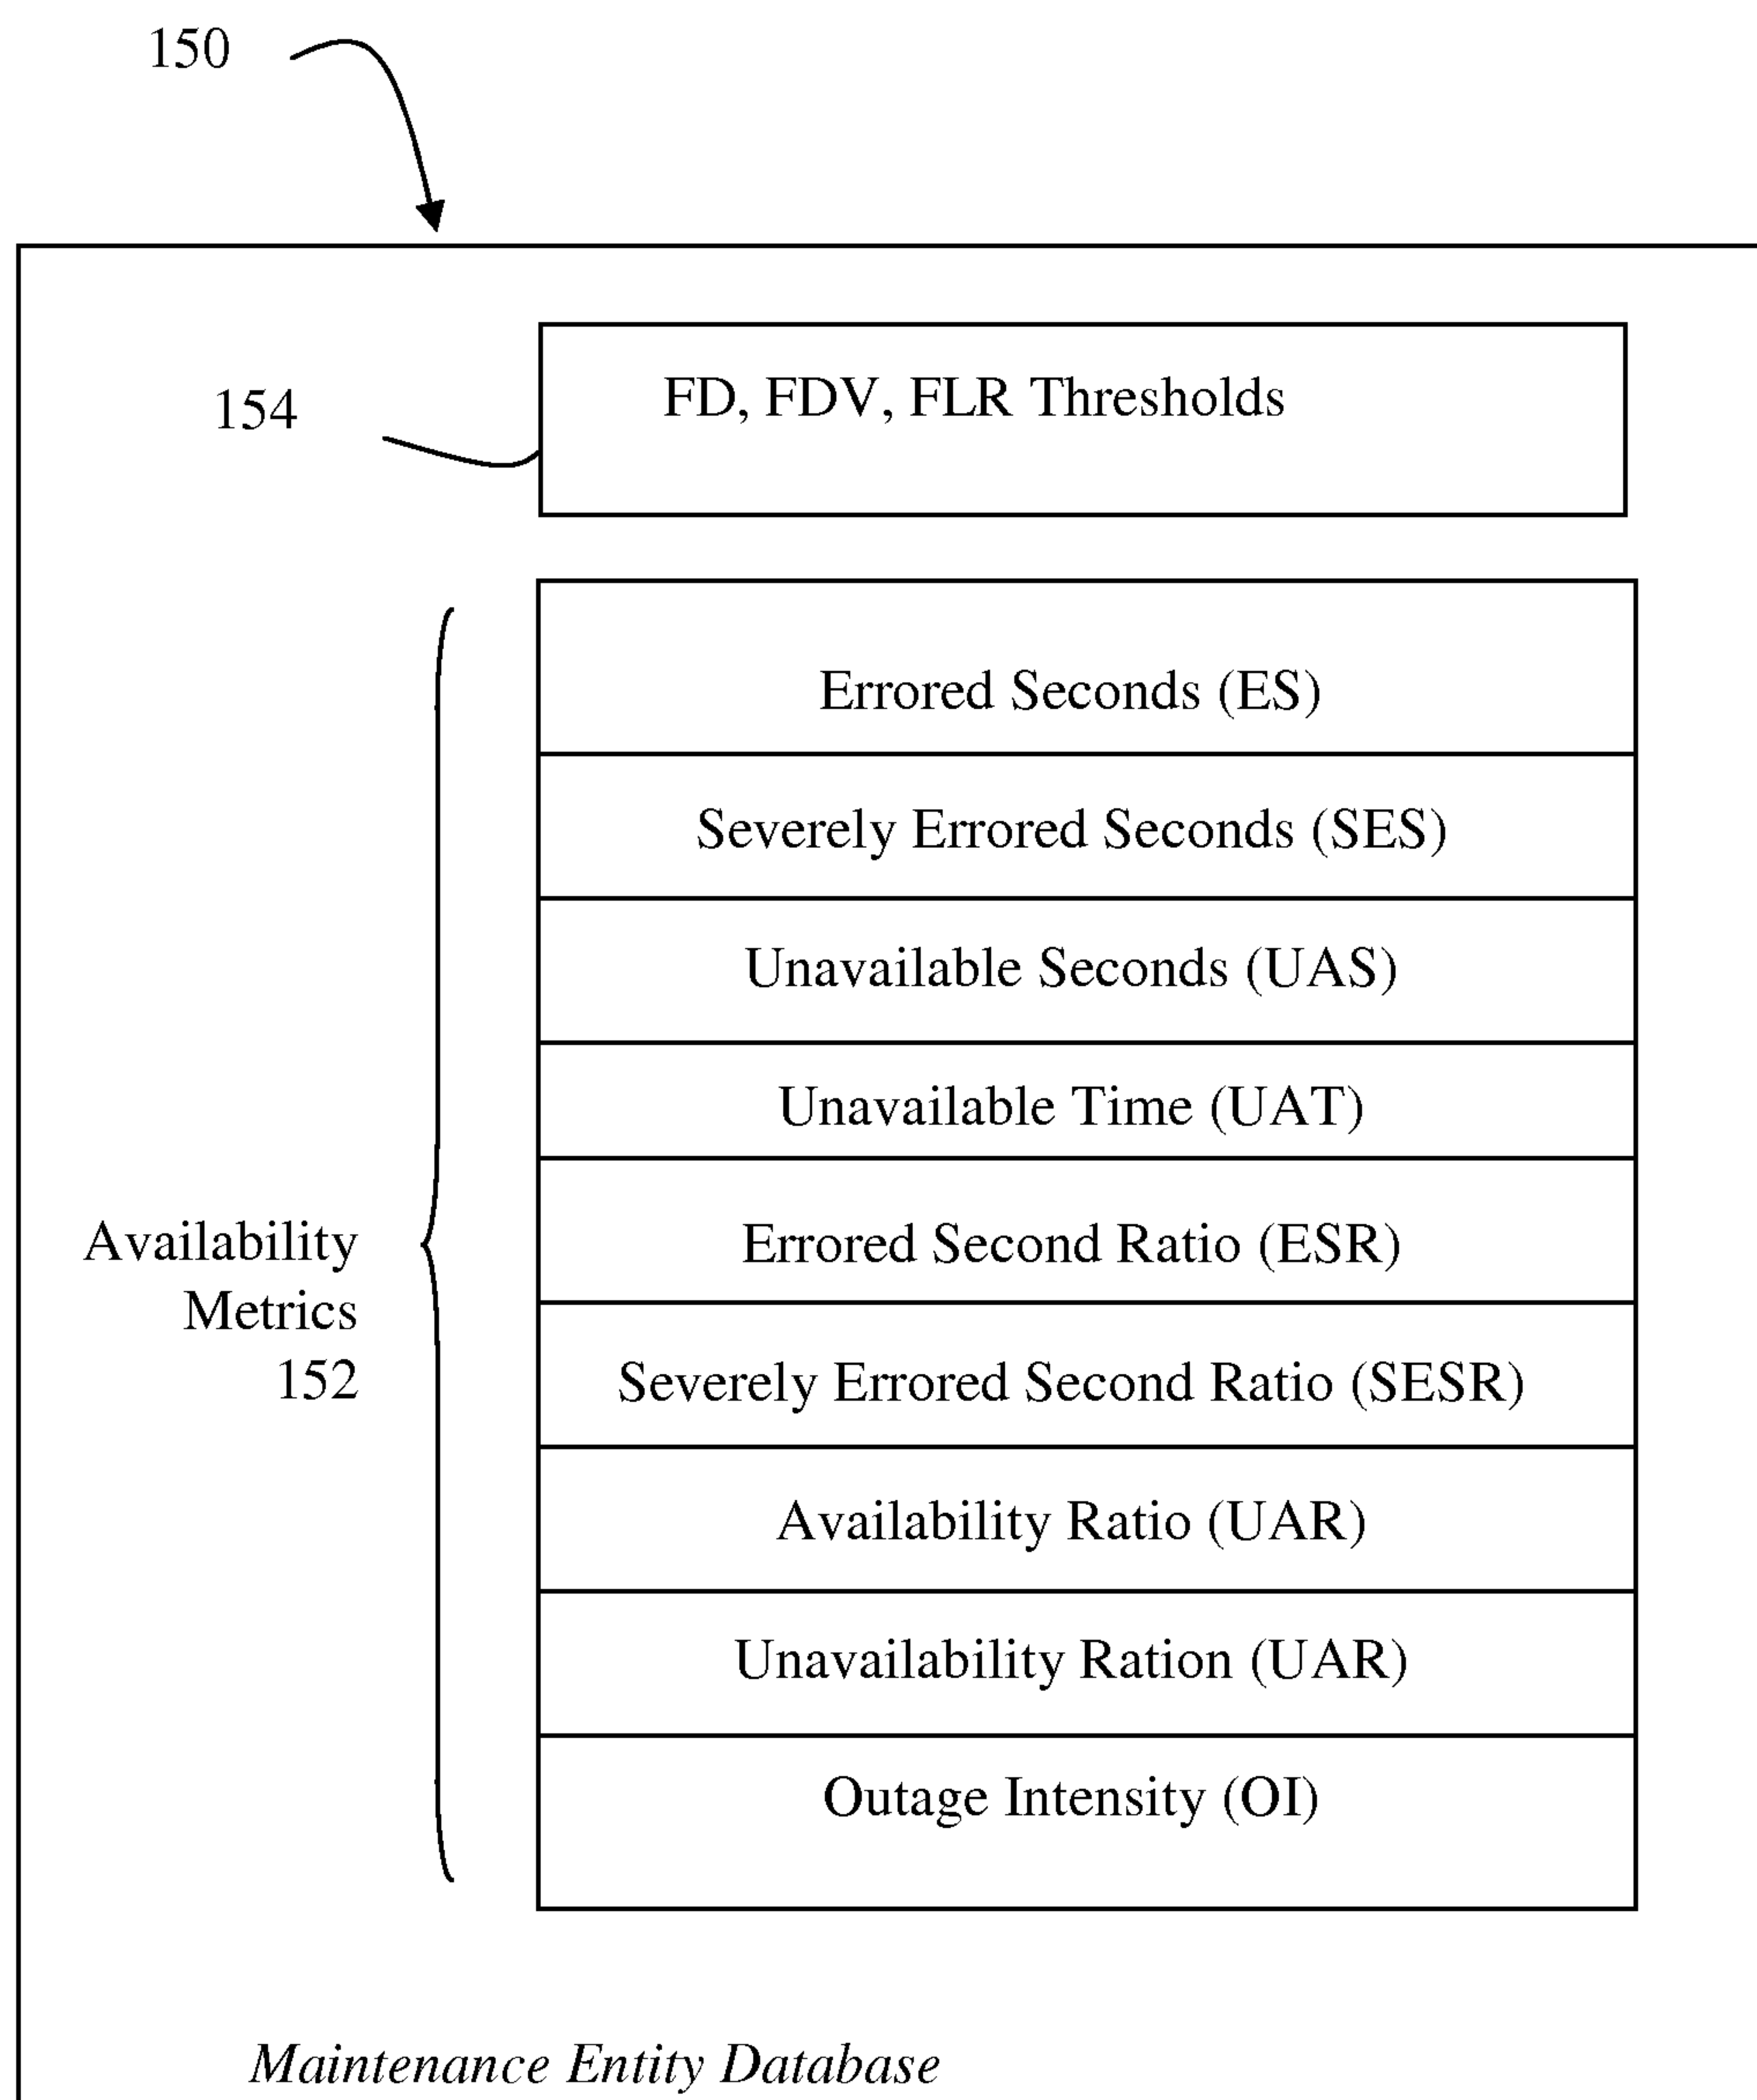 150
154
FD, FDV, FLR Thresholds
Errored Seconds (ES)
Severely Errored Seconds (SES)
Unavailable Seconds (UAS)
Unavailable Time (UAT)
Availability
Metrics
152
Errored Second Ratio (ESR)
Severely Errored Second Ratio (SESR)
Availability Ratio (UAR)
Unavailability Ration (UAR)
Outage Intensity (OI)
Maintenance Entity Database